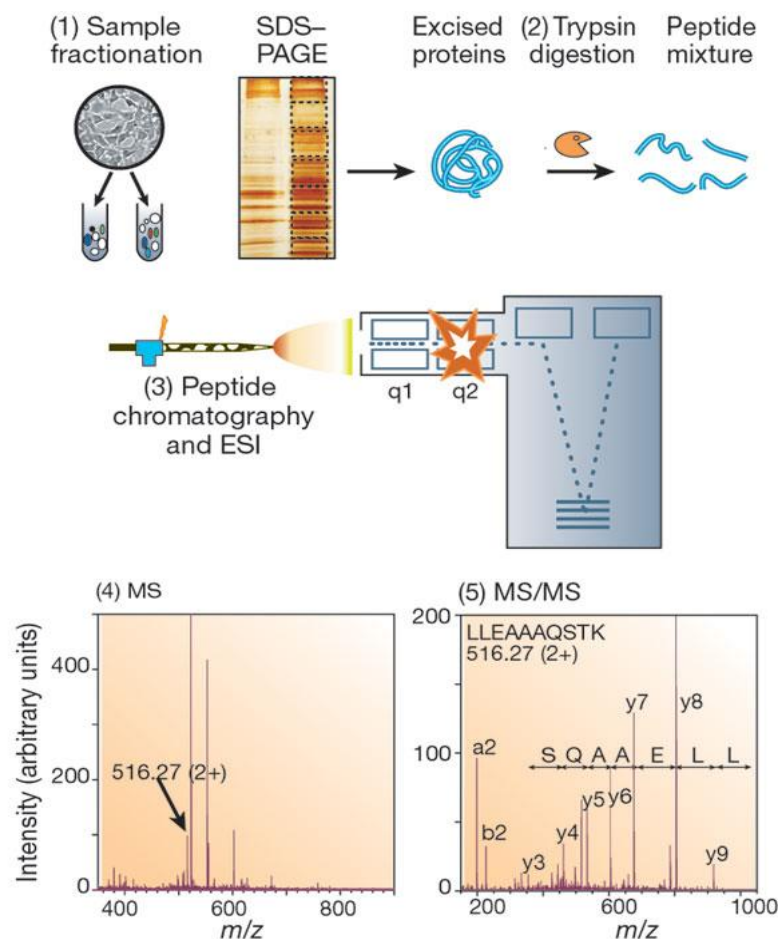 (1) Sample
fractionation
SDS–
PAGE
Excised
proteins
(2) Trypsin
digestion
Peptide
mixture
(3) Peptide
chromatography
and ESI
q1
q2
(4) MS
Intensity (arbitrary units)
400
200
0
516.27 (2+)
400
600
800
m/z
(5) MS/MS
200
100
0
LLEAAAQSTK
516.27 (2+)
a2
b2
y3
y4
y5
y6
y7
y8
y9
S Q A A E L L
200
600
1000
m/z